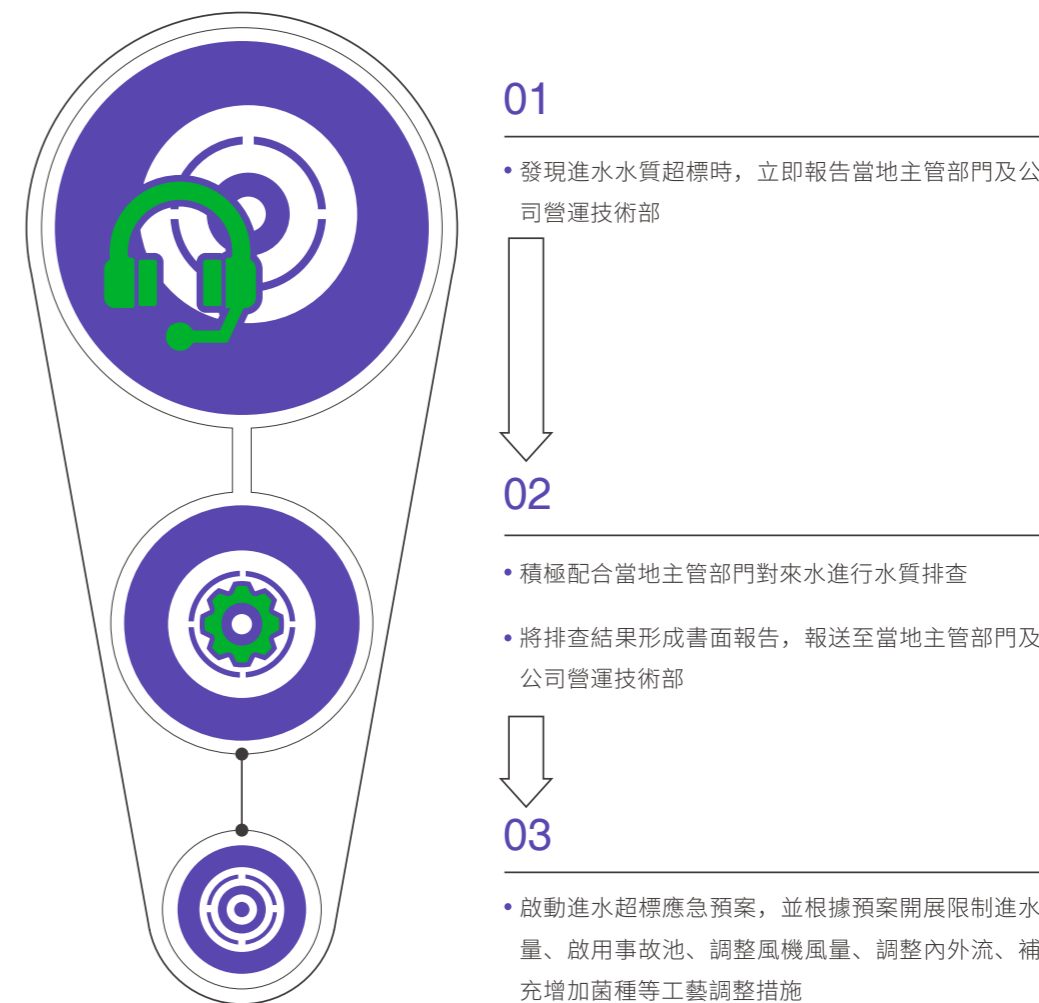 01
• 發現進水水質超標時，立即報告當地主管部門及公
司營運技術部
02
• 積極配合當地主管部門對來水進行水質排查
• 將排查結果形成書面報告，報送至當地主管部門及
公司營運技術部
03
• 啟動進水超標應急預案，並根據預案開展限制進水
量、啟用事故池、調整風機風量、調整內外流、補
充增加菌種等工藝調整措施